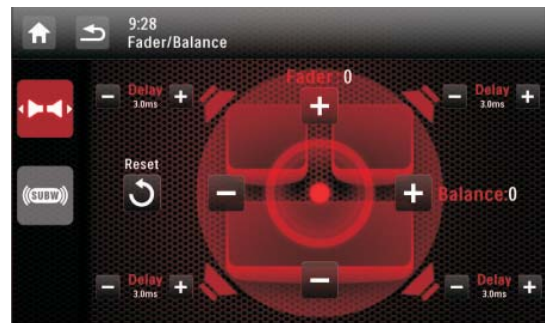 9:28
Fader/Balance
Fader: 0
Delay
3.0ms
Delay
3.0ms
Reset
Balance:0
((SUBW))
Delay
3.0ms
Delay
3.0ms